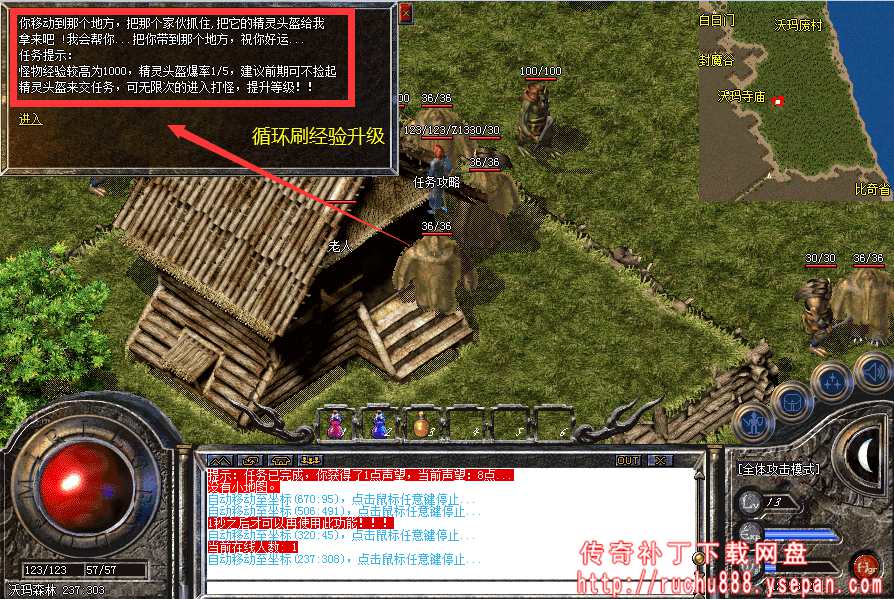 你移动到那个地方，把那个家伙抓住,把它的精灵头盔给我
拿来吧 !我会帮你...把你带到那个地方，祝你好运...
任务提示：
怪物经验较高为1000，精灵头盔爆率1/5，建议前期可不捡起
精灵头盔来交任务，可无限次的进入打怪，提升等级！！
进入
循环刷经验升级
白日门
沃玛废村
封魔谷
沃玛寺庙
比奇省
100/100
36/36
123/123/Z1330/30
36/36
任务攻略
36/36
老人
30/30
36/36
1
2
3
4
5
6
OUT
提示：任务已完成，你获得了1点声望，当前声望：8点...
没有小地图。
自动移动至坐标(670:95)，点击鼠标任意键停止...
自动移动至坐标(506:491)，点击鼠标任意键停止...
1秒之后才可以再使用此功能！！！
自动移动至坐标(320:45)，点击鼠标任意键停止...
当前在线人数：1
自动移动至坐标(237:308)，点击鼠标任意键停止...
[全体攻击模式]
Lv
13
Exp
W
123/123
57/57
沃玛森林 237:303
传奇补丁下载网盘
http://ruchu888.ysepan.com